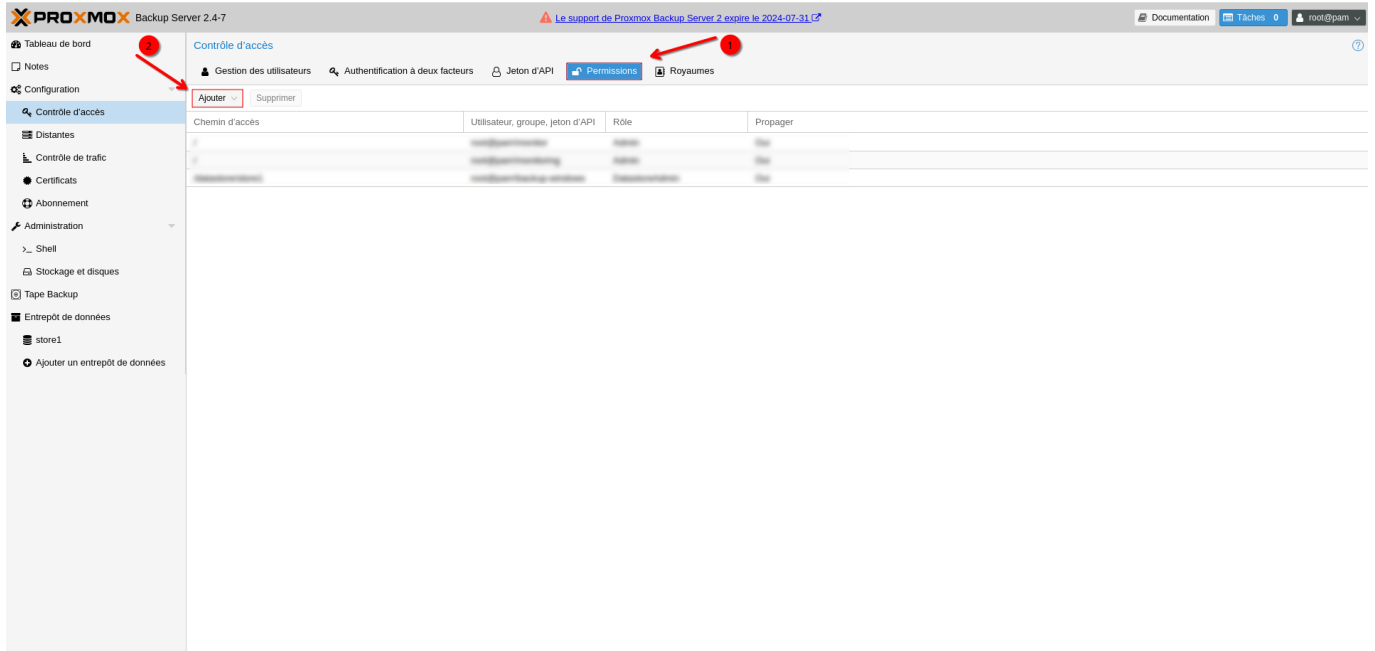 PROXMOX Backup Server 2.4-7
Le support de Proxmox Backup Server 2 expire le 2024-07-31
Documentation
Tâches 0
root@pam
Tableau de bord
Notes
Configuration
Contrôle d'accès
Distantes
Contrôle de trafic
Certificats
Abonnement
Administration
Shell
Stockage et disques
Tape Backup
Entrepôt de données
store1
Ajouter un entrepôt de données
2
Contrôle d'accès
1
Gestion des utilisateurs
Authentification à deux facteurs
Jeton d'API
Permissions
Royaumes
Ajouter
Supprimer
Chemin d'accès
Utilisateur, groupe, jeton d'API
Rôle
Propager